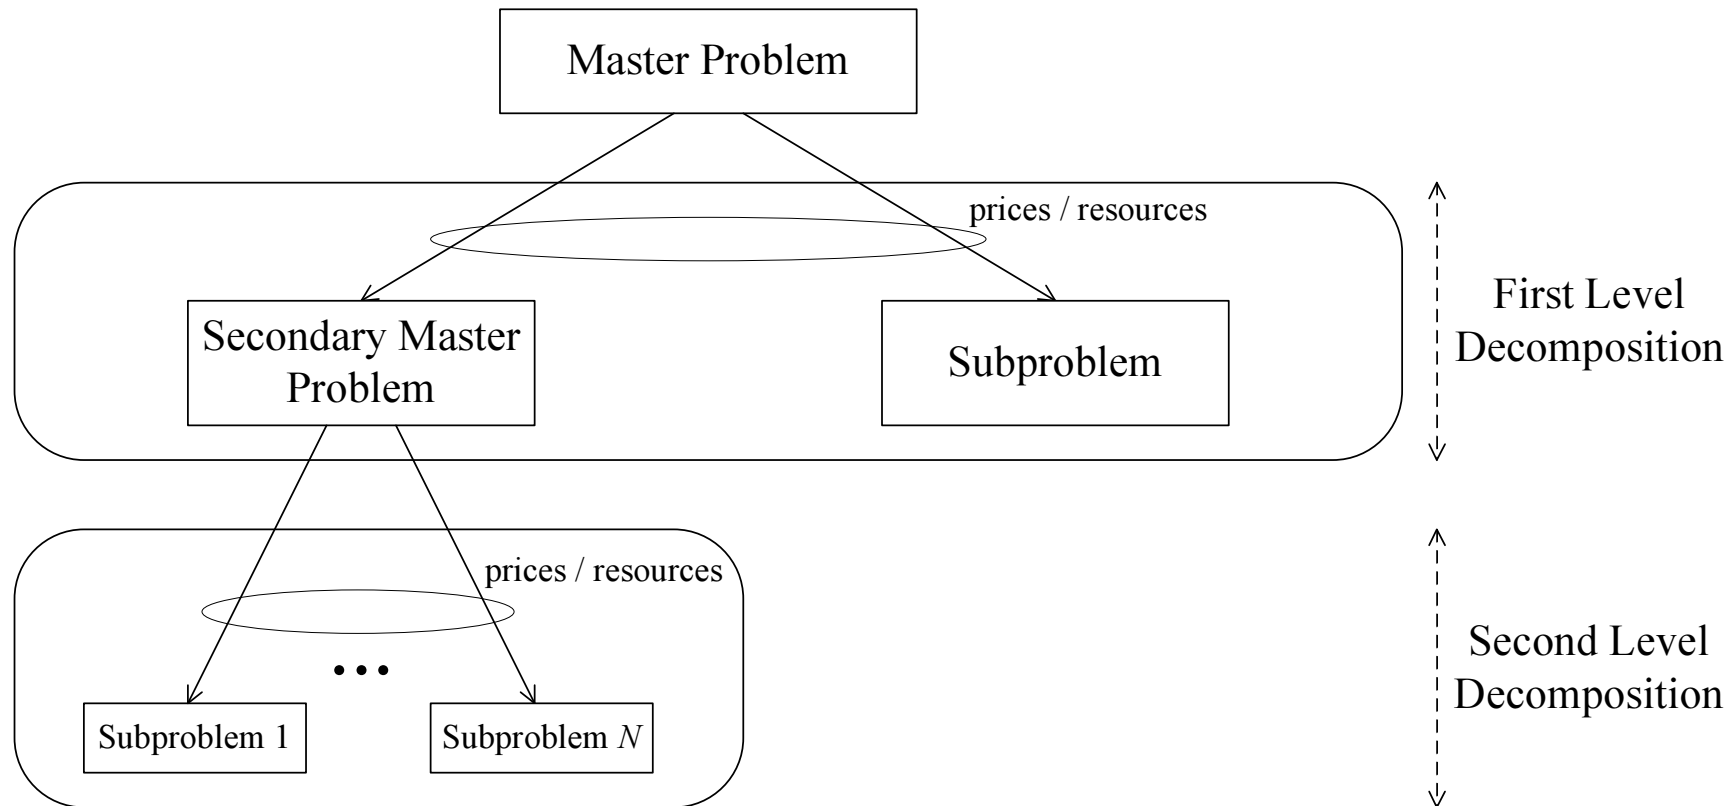 Master Problem
prices / resources
Secondary Master
Problem
Subproblem
First Level
Decomposition
prices / resources
Subproblem 1
Subproblem N
Second Level
Decomposition